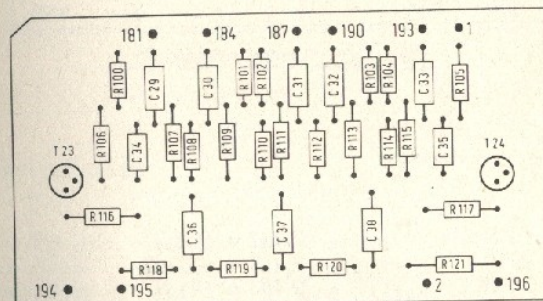 181 184 187 190 193 1
R100 C29 C30 R101 R102 C31 C32 R103 R104 C33 R105
R106 C34 R107 R108 R109 R110 R111 R112 R113 R114 R115 C35
T23 T24
R116 C36 C37 C38 R117
R118 R119 R120 R121
194 195 2 196